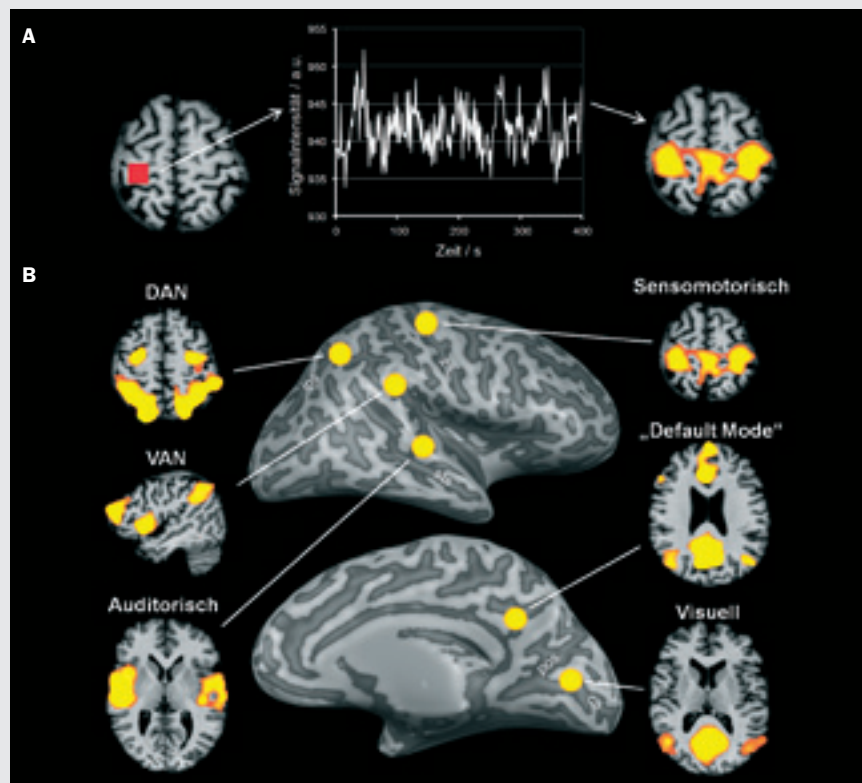 A
955
950
945
940
935
930
0 100 200 300 400
Signalintensität / a.u.
Zeit / s
B
DAN
Sensomotorisch
„Default Mode“
VAN
Auditorisch
Visuell